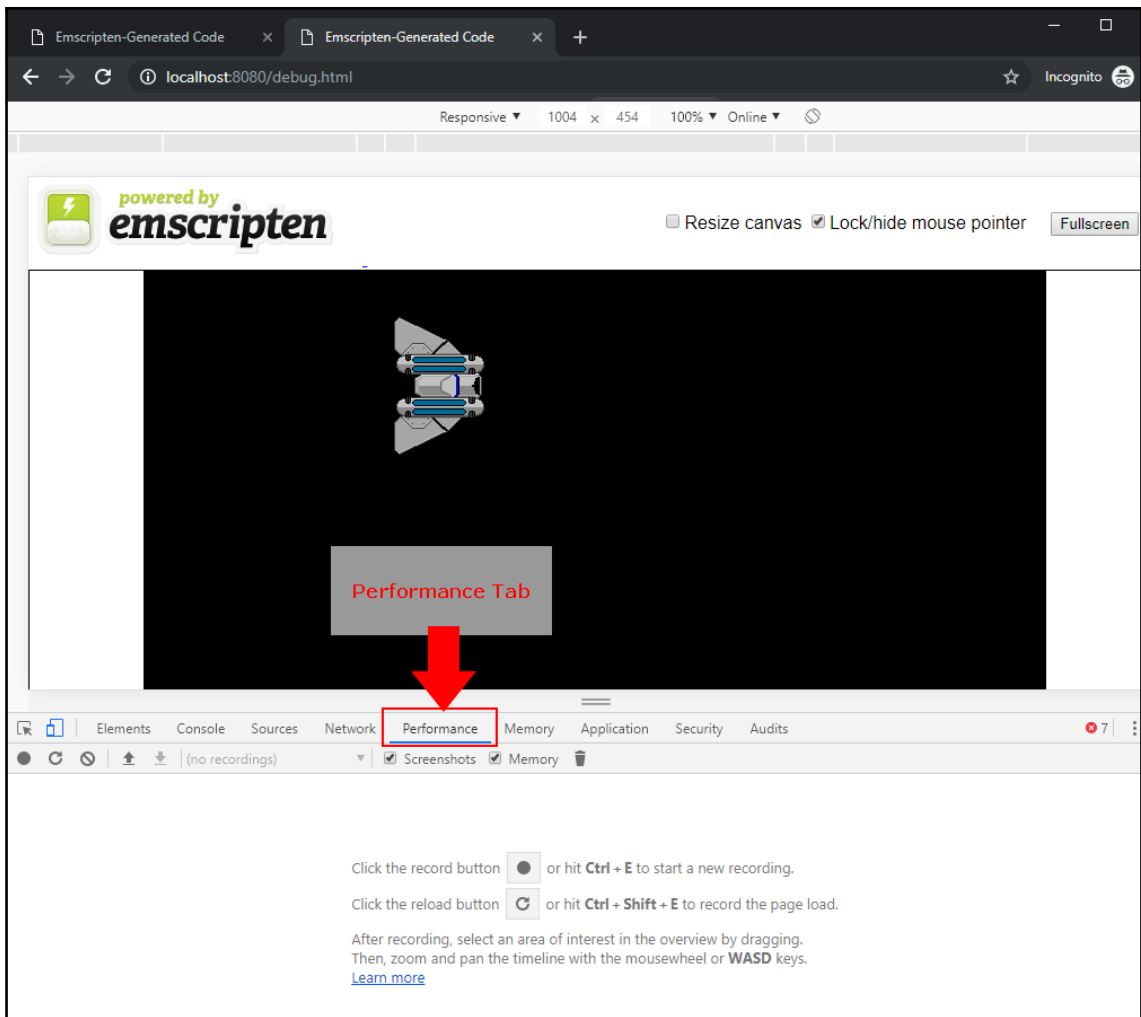 Emscripten-Generated Code × Emscripten-Generated Code × +
localhost:8080/debug.html Incognito
Responsive ▼ 1004 × 454 100% ▼ Online ▼
powered by
emscripten
Resize canvas Lock/hide mouse pointer Fullscreen
Performance Tab
Elements Console Sources Network Performance Memory Application Security Audits 7
(no recordings) ▼ Screenshots Memory
Click the record button or hit Ctrl + E to start a new recording.
Click the reload button or hit Ctrl + Shift + E to record the page load.
After recording, select an area of interest in the overview by dragging.
Then, zoom and pan the timeline with the mousewheel or WASD keys.
Learn more